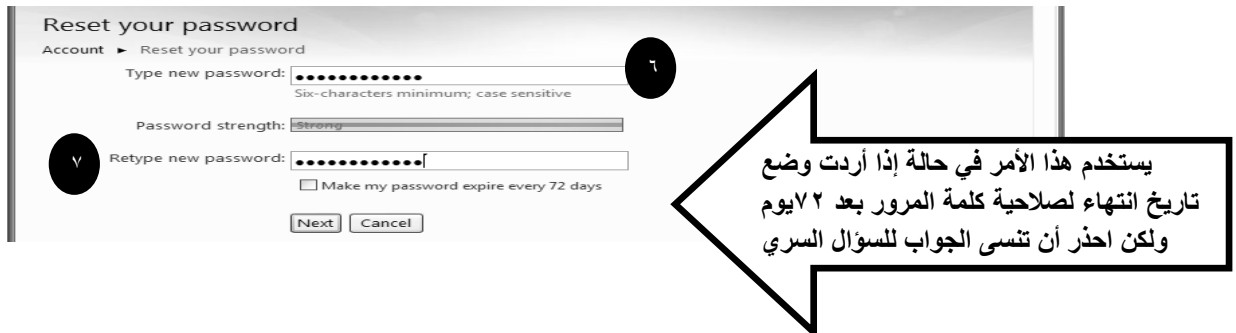 Reset your password
Account ► Reset your password
Type new password: ●●●●●●●●●●●●
٦
Six-characters minimum; case sensitive
Password strength: Strong
٧
Retype new password: ●●●●●●●●●●●●
Make my password expire every 72 days
Next Cancel
يستخدم هذا الأمر في حالة إذا أردت وضع
تاريخ انتهاء لصلاحية كلمة المرور بعد ٧٢يوم
ولكن احذر أن تنسى الجواب للسؤال السري